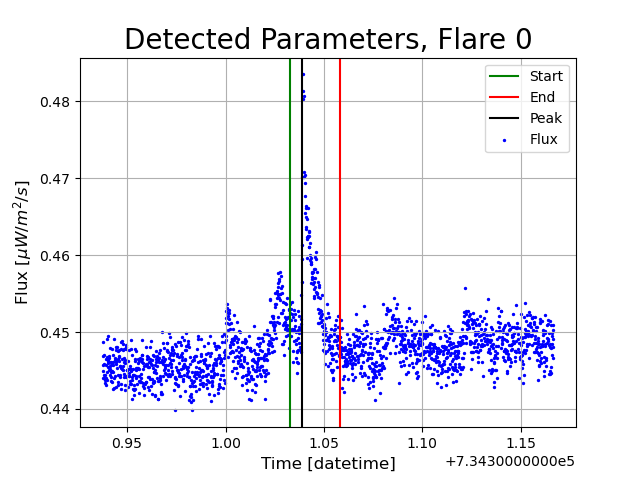 Detected Parameters, Flare 0
Start
End
Peak
Flux
Flux [μW/m²/s]
0.48
0.47
0.46
0.45
0.44
0.95
1.00
1.05
1.10
1.15
+7.3430000000e5
Time [datetime]